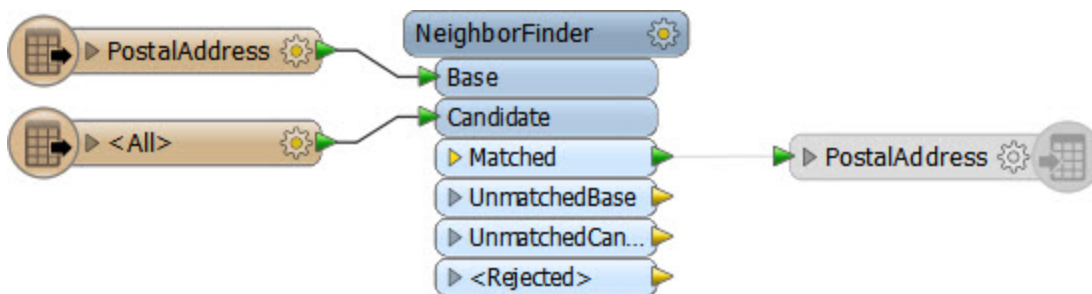 PostalAddress
<All>
NeighborFinder
Base
Candidate
Matched
UnmatchedBase
UnmatchedCan...
<Rejected>
PostalAddress